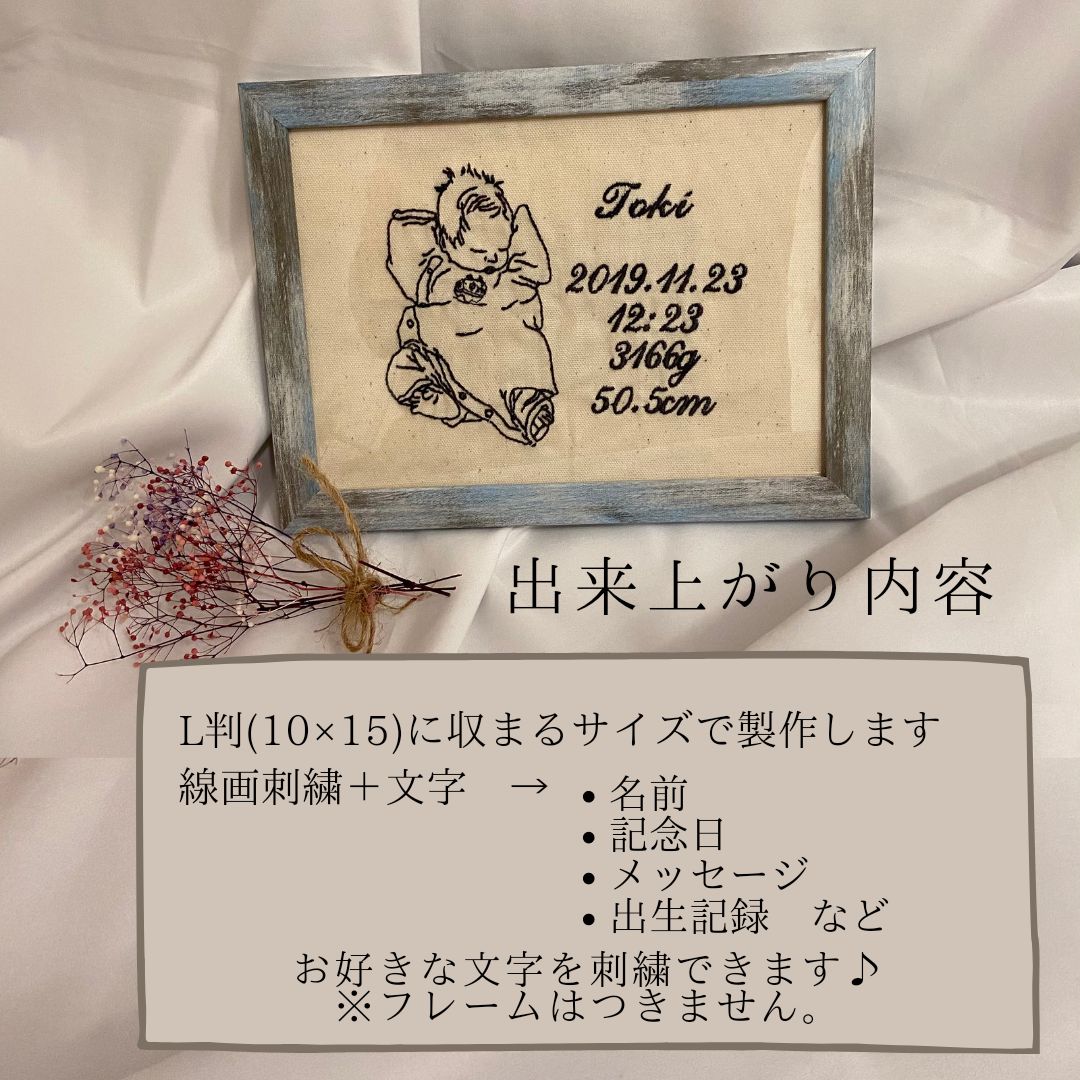 Toki
2019.11.23
12:23
3166g
50.5cm
出来上がり内容
L判(10×15)に収まるサイズで製作します
線画刺繍＋文字　→
• 名前
• 記念日
• メッセージ
• 出生記録　など
お好きな文字を刺繍できます♪
※フレームはつきません。